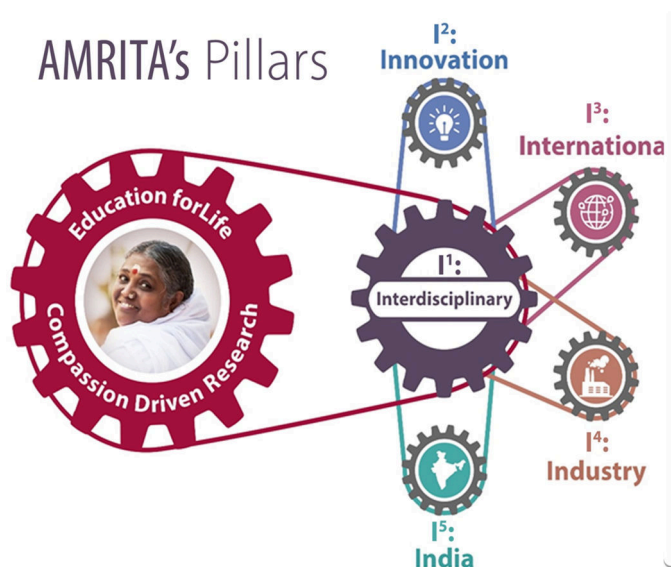 AMRITA's Pillars
I²:
Innovation
I³:
Internationa
Education forLife
Compassion Driven Research
I¹:
Interdisciplinary
I⁴:
Industry
I⁵:
India